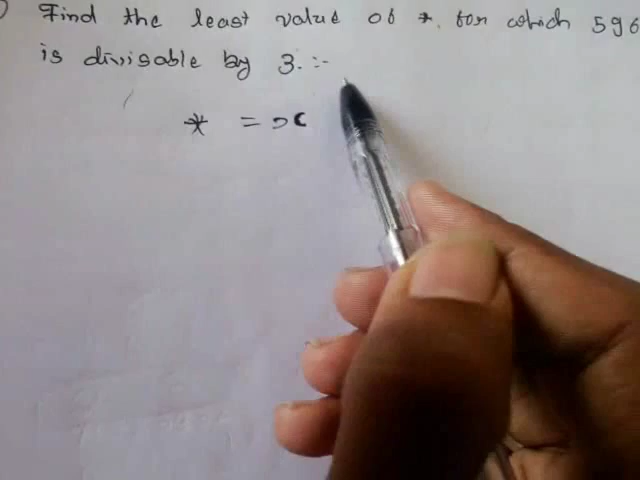 Find the least value of *. for which 596
is divisable by 3. :-
* = x